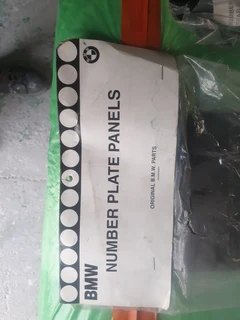 BMW
NUMBER PLATE PANELS
ORIGINAL B.M.W. PARTS